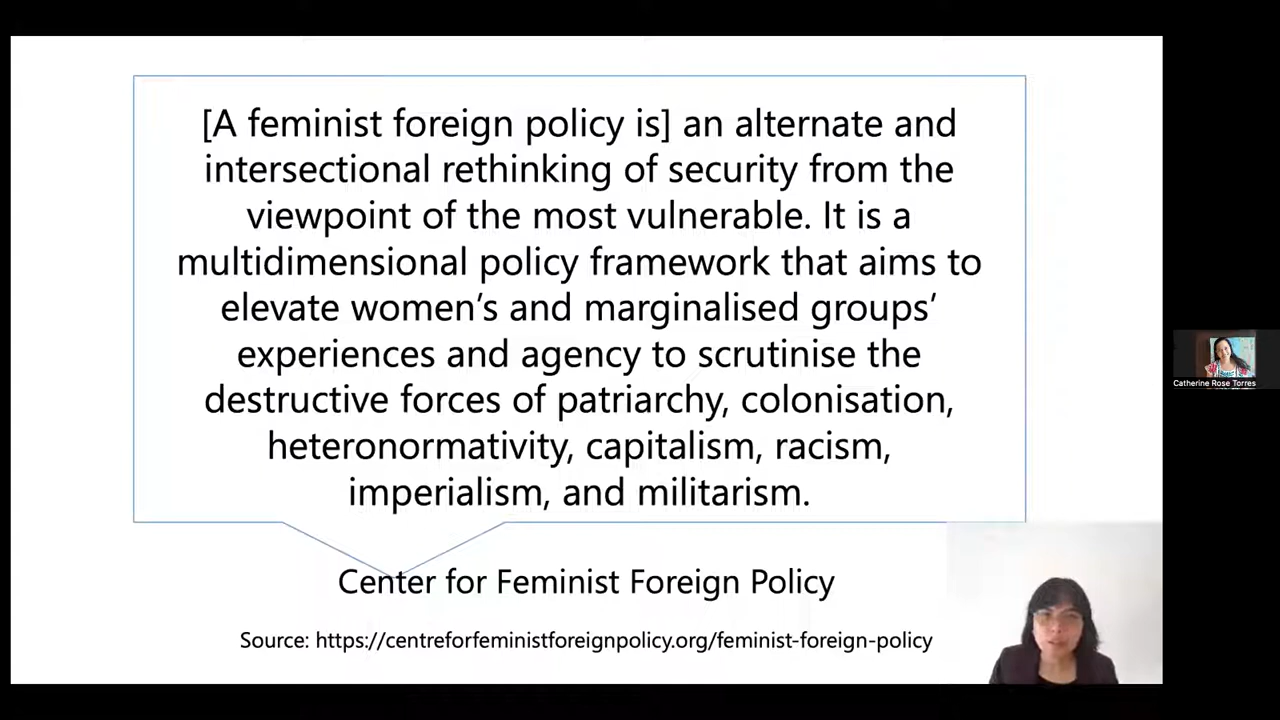 [A feminist foreign policy is] an alternate and
intersectional rethinking of security from the
viewpoint of the most vulnerable. It is a
multidimensional policy framework that aims to
elevate women’s and marginalised groups’
experiences and agency to scrutinise the
destructive forces of patriarchy, colonisation,
heteronormativity, capitalism, racism,
imperialism, and militarism.
Center for Feminist Foreign Policy
Source: https://centreforfeministforeignpolicy.org/feminist-foreign-policy
Catherine Rose Torres